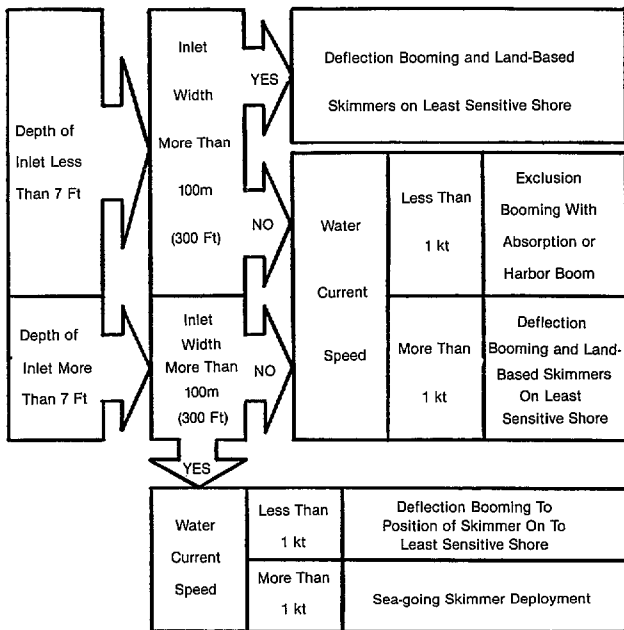 Depth of
Inlet Less
Than 7 Ft
Inlet
Width
More Than
100m
(300 Ft)
YES
Deflection Booming and Land-Based
Skimmers on Least Sensitive Shore
NO
Water
Current
Speed
Less Than
1 kt
Exclusion
Booming With
Absorption or
Harbor Boom
More Than
1 kt
Deflection
Booming and Land-
Based Skimmers
On Least
Sensitive Shore
Depth of
Inlet More
Than 7 Ft
Inlet
Width
More Than
100m
(300 Ft)
NO
YES
Water
Current
Speed
Less Than
1 kt
Deflection Booming To
Position of Skimmer On To
Least Sensitive Shore
More Than
1 kt
Sea-going Skimmer Deployment